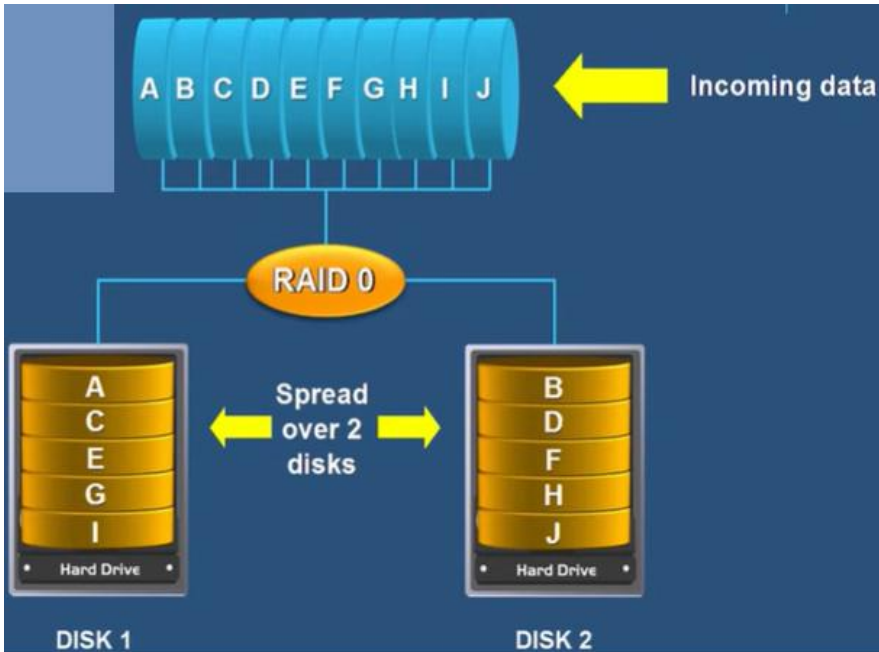 A B C D E F G H I J
Incoming data
RAID 0
Spread
over 2
disks
A
C
E
G
I
Hard Drive
DISK 1
B
D
F
H
J
Hard Drive
DISK 2